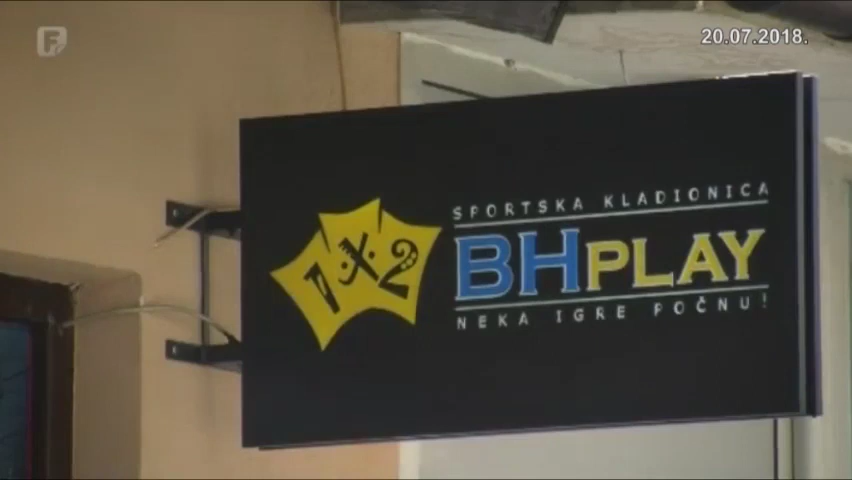 20.07.2018.
SPORTSKA KLADIONICA
1x2
BHPLAY
NEKA IGRE POČNU!